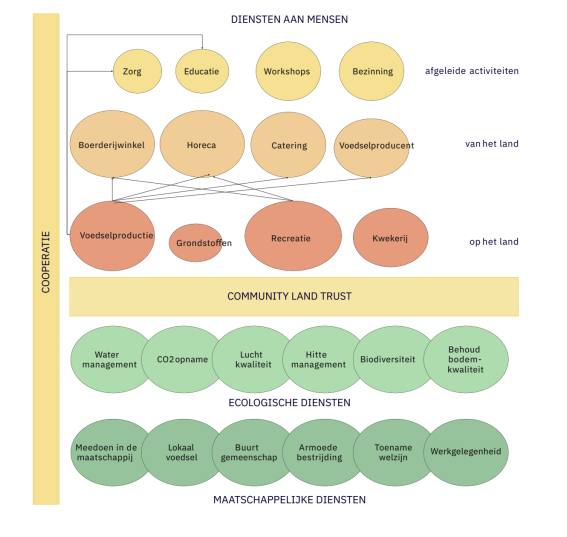 DIENSTEN AAN MENSEN
Zorg
Educatie
Workshops
Bezinning
afgeleide activiteiten
Boerderijwinkel
Horeca
Catering
Voedselproducent
van het land
Voedselproductie
Grondstoffen
Recreatie
Kwekerij
op het land
COOPERATIE
COMMUNITY LAND TRUST
Water
management
CO2opname
Lucht
kwaliteit
Hitte
management
Biodiversiteit
Behoud
bodem-
kwaliteit
ECOLOGISCHE DIENSTEN
Meedoen in de
maatschappij
Lokaal
voedsel
Buurt
gemeenschap
Armoede
bestrijding
Toename
welzijn
Werkgelegenheid
MAATSCHAPPELIJKE DIENSTEN